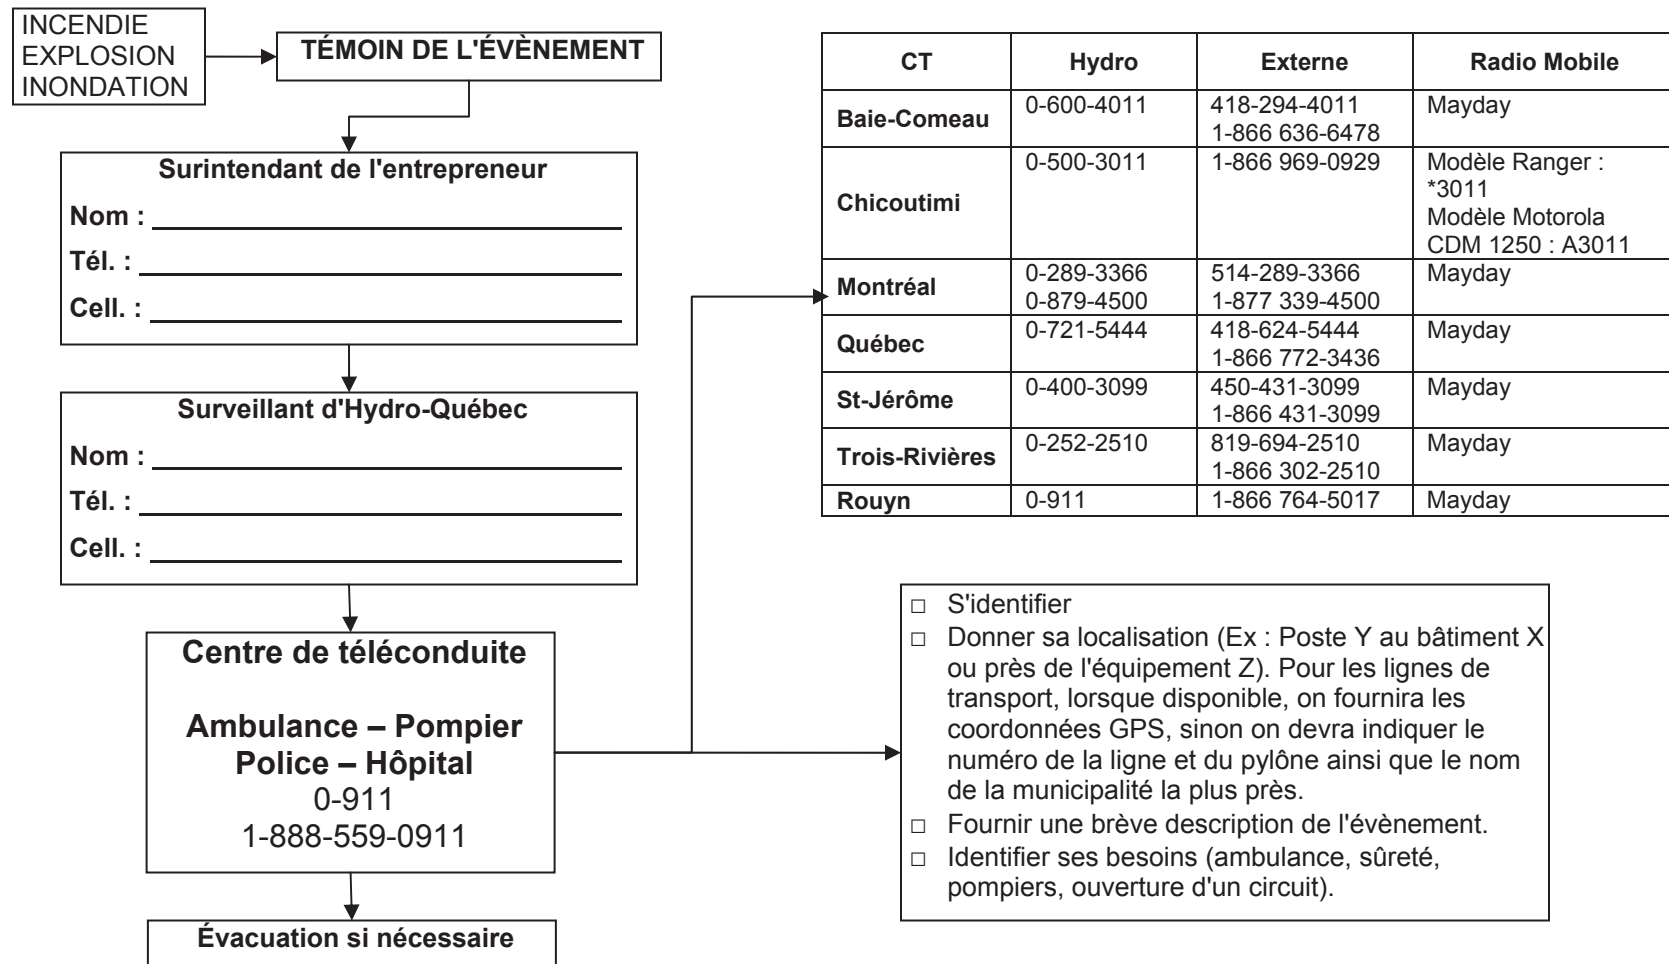 INCENDIE
EXPLOSION
INONDATION
TÉMOIN DE L'ÉVÈNEMENT
Surintendant de l'entrepreneur
Nom :
Tél. :
Cell. :
Surveillant d'Hydro-Québec
Nom :
Tél. :
Cell. :
Centre de téléconduite
Ambulance – Pompier
Police – Hôpital
0-911
1-888-559-0911
Évacuation si nécessaire
CT Hydro Externe Radio Mobile
Baie-Comeau 0-600-4011 418-294-4011 Mayday
1-866 636-6478
Chicoutimi 0-500-3011 1-866 969-0929 Modèle Ranger :
*3011
Modèle Motorola
CDM 1250 : A3011
Montréal 0-289-3366 514-289-3366 Mayday
0-879-4500 1-877 339-4500
Québec 0-721-5444 418-624-5444 Mayday
1-866 772-3436
St-Jérôme 0-400-3099 450-431-3099 Mayday
1-866 431-3099
Trois-Rivières 0-252-2510 819-694-2510 Mayday
1-866 302-2510
Rouyn 0-911 1-866 764-5017 Mayday
□ S'identifier
□ Donner sa localisation (Ex : Poste Y au bâtiment X
ou près de l'équipement Z). Pour les lignes de
transport, lorsque disponible, on fournira les
coordonnées GPS, sinon on devra indiquer le
numéro de la ligne et du pylône ainsi que le nom
de la municipalité la plus près.
□ Fournir une brève description de l'évènement.
□ Identifier ses besoins (ambulance, sûreté,
pompiers, ouverture d'un circuit).